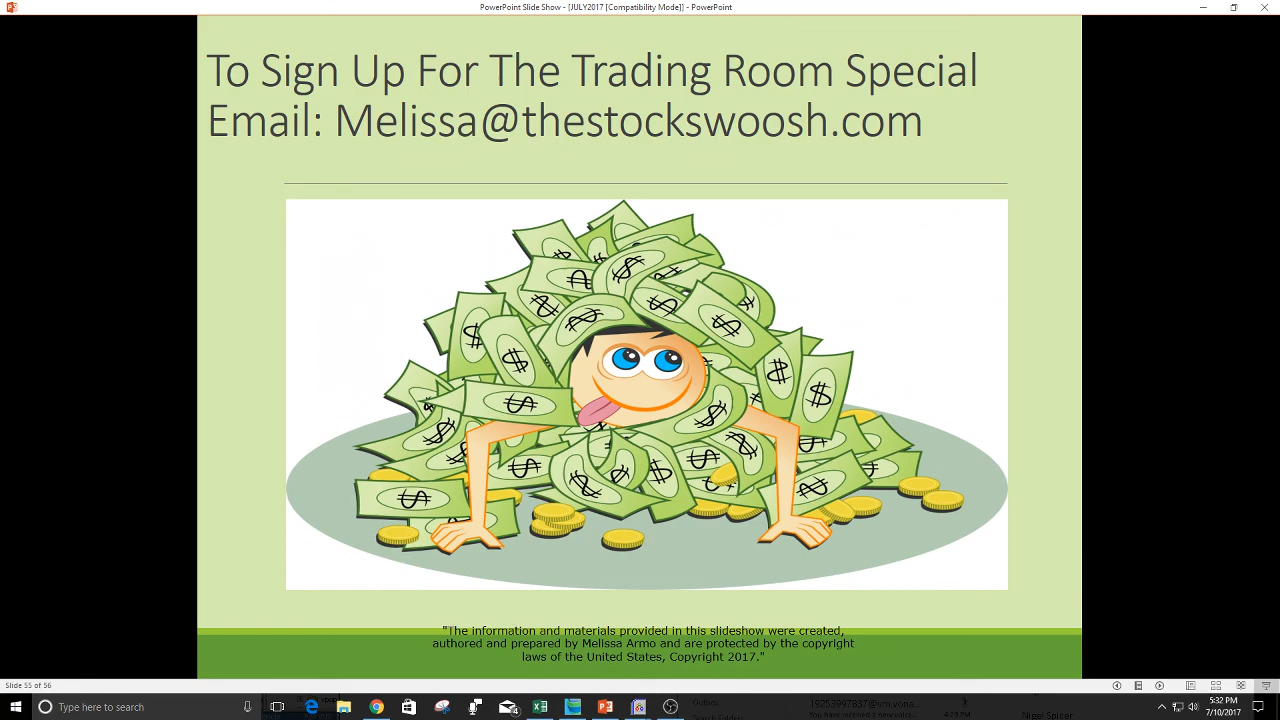 PowerPoint Slide Show - [JULY2017 [Compatibility Mode]] - PowerPoint
To Sign Up For The Trading Room Special
Email: Melissa@thestockswoosh.com
"The information and materials provided in this slideshow were created,
authored and prepared by Melissa Armo and are protected by the copyright
laws of the United States, Copyright 2017."
Slide 55 of 56
Type here to search
5:32 PM
7/10/2017